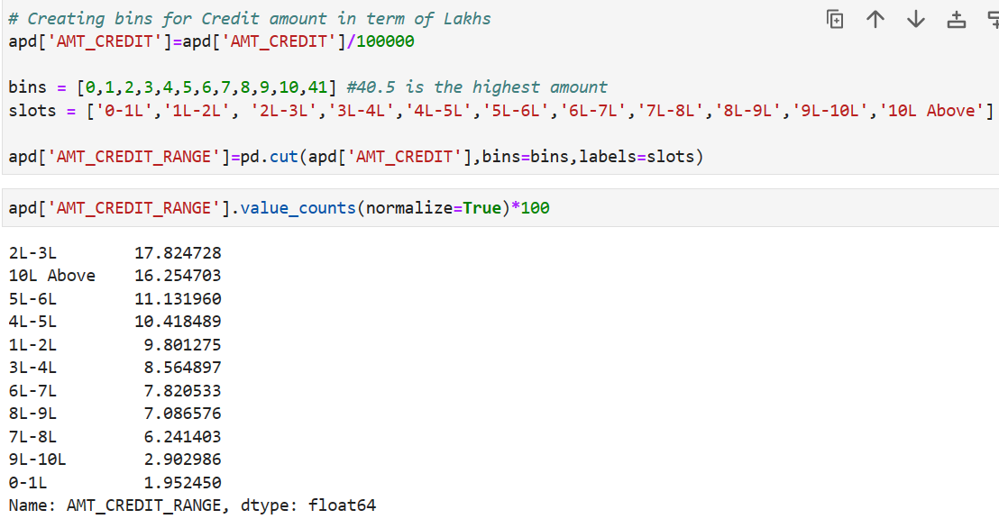 # Creating bins for Credit amount in term of Lakhs
apd['AMT_CREDIT']=apd['AMT_CREDIT']/100000
bins = [0,1,2,3,4,5,6,7,8,9,10,41] #40.5 is the highest amount
slots = ['0-1L','1L-2L', '2L-3L','3L-4L','4L-5L','5L-6L','6L-7L','7L-8L','8L-9L','9L-10L','10L Above']
apd['AMT_CREDIT_RANGE']=pd.cut(apd['AMT_CREDIT'],bins=bins,labels=slots)
apd['AMT_CREDIT_RANGE'].value_counts(normalize=True)*100
2L-3L 17.824728
10L Above 16.254703
5L-6L 11.131960
4L-5L 10.418489
1L-2L 9.801275
3L-4L 8.564897
6L-7L 7.820533
8L-9L 7.086576
7L-8L 6.241403
9L-10L 2.902986
0-1L 1.952450
Name: AMT_CREDIT_RANGE, dtype: float64